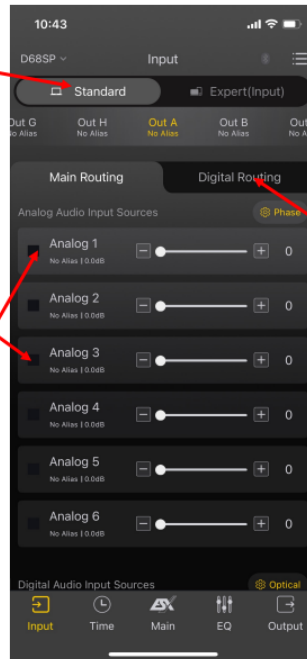 10:43
D68SP
Input
Standard
Expert(Input)
Out G
Out H
Out A
Out B
Out
No Alias
No Alias
No Alias
No Alias
No A
Main Routing
Digital Routing
Analog Audio Input Sources
Phase
Analog 1
No Alias | 0.0dB
0
Analog 2
No Alias | 0.0dB
0
Analog 3
No Alias | 0.0dB
0
Analog 4
No Alias | 0.0dB
0
Analog 5
No Alias | 0.0dB
0
Analog 6
No Alias | 0.0dB
0
Digital Audio Input Sources
Optical
Input
Time
Main
EQ
Output